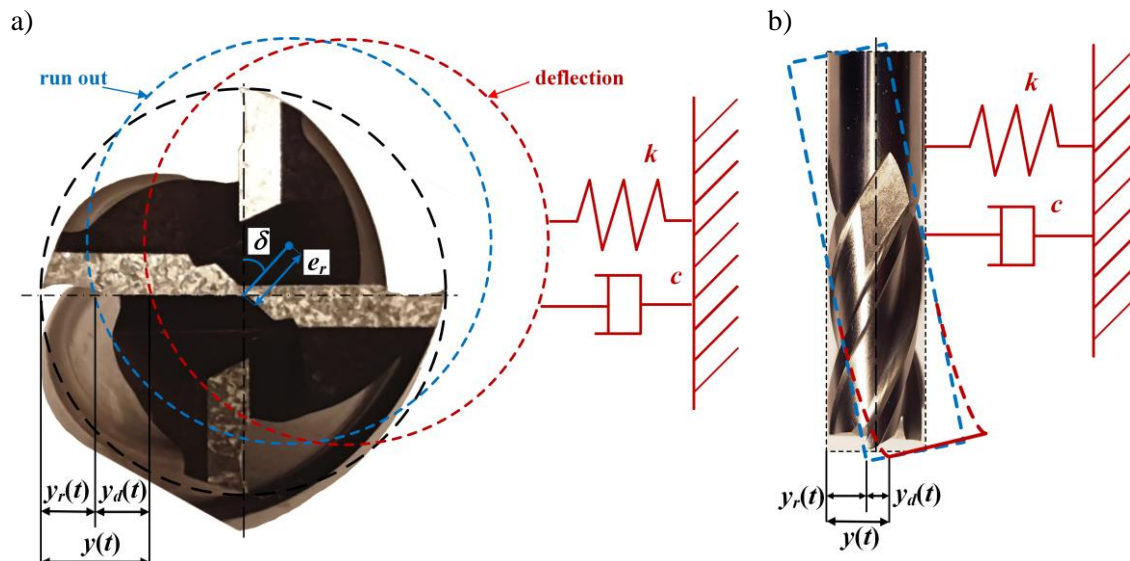 a)
b)
run out
deflection
k
c
δ
e_r
y_r(t)
y_d(t)
y(t)
k
c
y_r(t)
y_d(t)
y(t)